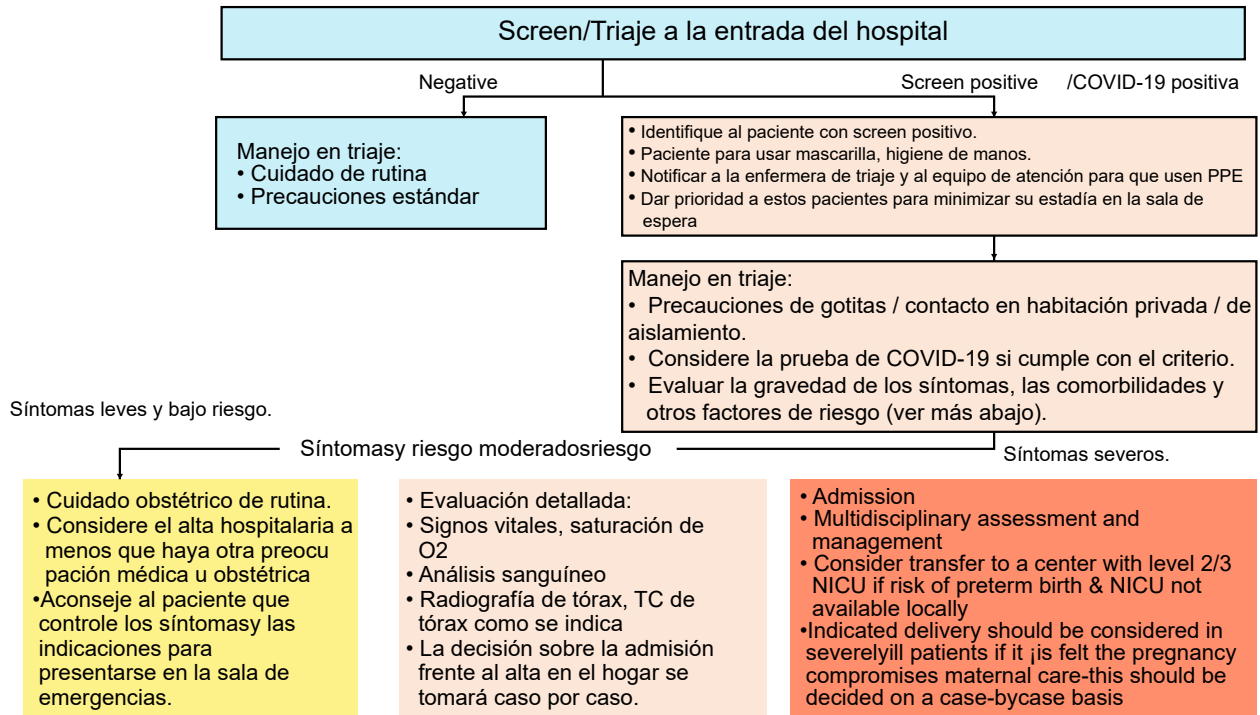 Screen/Triaje a la entrada del hospital
Negative
Screen positive /COVID-19 positiva
Manejo en triaje:
• Cuidado de rutina
• Precauciones estándar
• Identifique al paciente con screen positivo.
• Paciente para usar mascarilla, higiene de manos.
• Notificar a la enfermera de triaje y al equipo de atención para que usen PPE
• Dar prioridad a estos pacientes para minimizar su estadía en la sala de
espera
Manejo en triaje:
• Precauciones de gotitas / contacto en habitación privada / de
aislamiento.
• Considere la prueba de COVID-19 si cumple con el criterio.
• Evaluar la gravedad de los síntomas, las comorbilidades y
otros factores de riesgo (ver más abajo).
Síntomas leves y bajo riesgo.
Síntomasy riesgo moderadosriesgo
Síntomas severos.
• Cuidado obstétrico de rutina.
• Considere el alta hospitalaria a
menos que haya otra preocu
pación médica u obstétrica
•Aconseje al paciente que
controle los síntomasy las
indicaciones para
presentarse en la sala de
emergencias.
• Evaluación detallada:
• Signos vitales, saturación de
O2
• Análisis sanguíneo
• Radiografía de tórax, TC de
tórax como se indica
• La decisión sobre la admisión
frente al alta en el hogar se
tomará caso por caso.
• Admission
• Multidisciplinary assessment and
management
• Consider transfer to a center with level 2/3
NICU if risk of preterm birth & NICU not
available locally
•Indicated delivery should be considered in
severelyill patients if it ¡is felt the pregnancy
compromises maternal care-this should be
decided on a case-bycase basis